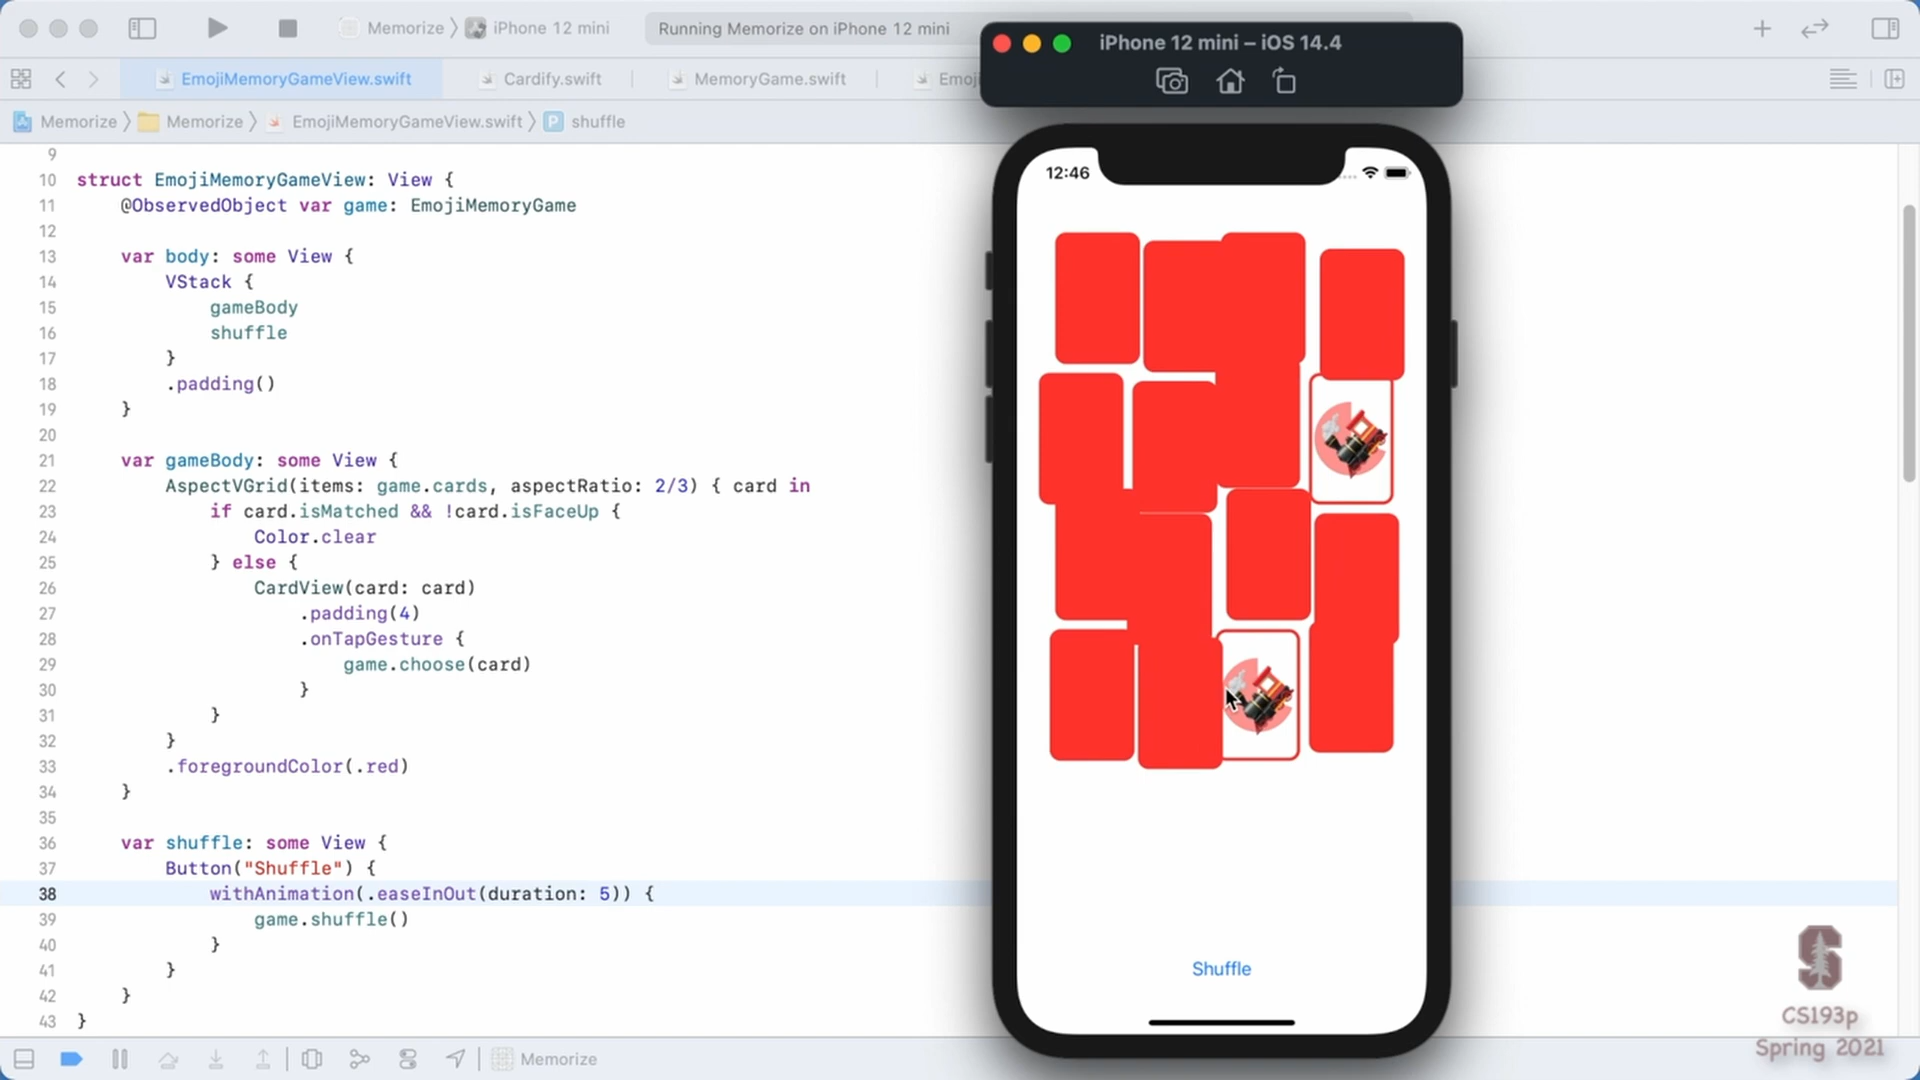 Memorize 〉 iPhone 12 mini
Running Memorize on iPhone 12 mini
iPhone 12 mini – iOS 14.4
EmojiMemoryGameView.swift
Cardify.swift
MemoryGame.swift
Emoji
Memorize 〉 Memorize 〉 EmojiMemoryGameView.swift 〉 P shuffle
9
10 struct EmojiMemoryGameView: View {
11 @ObservedObject var game: EmojiMemoryGame
12
13 var body: some View {
14 VStack {
15 gameBody
16 shuffle
17 }
18 .padding()
19 }
20
21 var gameBody: some View {
22 AspectVGrid(items: game.cards, aspectRatio: 2/3) { card in
23 if card.isMatched && !card.isFaceUp {
24 Color.clear
25 } else {
26 CardView(card: card)
27 .padding(4)
28 .onTapGesture {
29 game.choose(card)
30 }
31 }
32 }
33 .foregroundColor(.red)
34 }
35
36 var shuffle: some View {
37 Button("Shuffle") {
38 withAnimation(.easeInOut(duration: 5)) {
39 game.shuffle()
40 }
41 }
42 }
43 }
Memorize
12:46
Shuffle
S
CS193p
Spring 2021